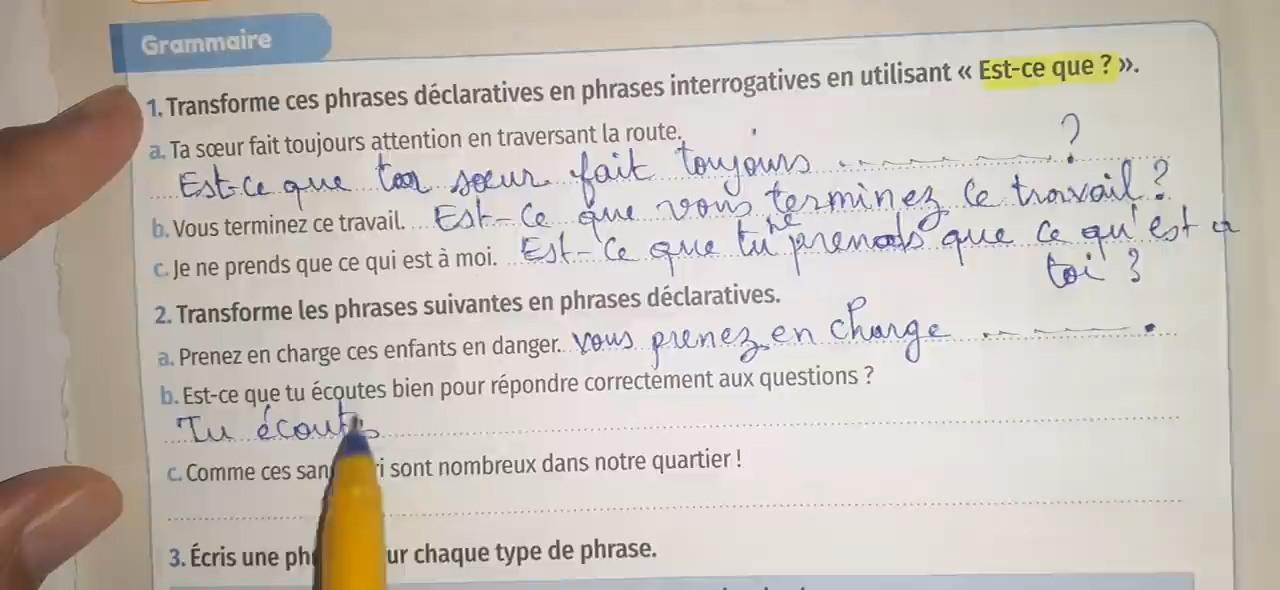 Grammaire
1. Transforme ces phrases déclaratives en phrases interrogatives en utilisant « Est-ce que ? ».
a. Ta sœur fait toujours attention en traversant la route.
Est-ce que ta sœur fait toujours ........ ?
b. Vous terminez ce travail. Est-ce que vous terminez ce travail ?
c. Je ne prends que ce qui est à moi. Est-ce que tu ne prends que ce qu'est à
toi ?
2. Transforme les phrases suivantes en phrases déclaratives.
a. Prenez en charge ces enfants en danger. Vous prenez en charge ........ .
b. Est-ce que tu écoutes bien pour répondre correctement aux questions ?
Tu écoutes
c. Comme ces sont nombreux dans notre quartier !
3. Écris une chaque type de phrase.